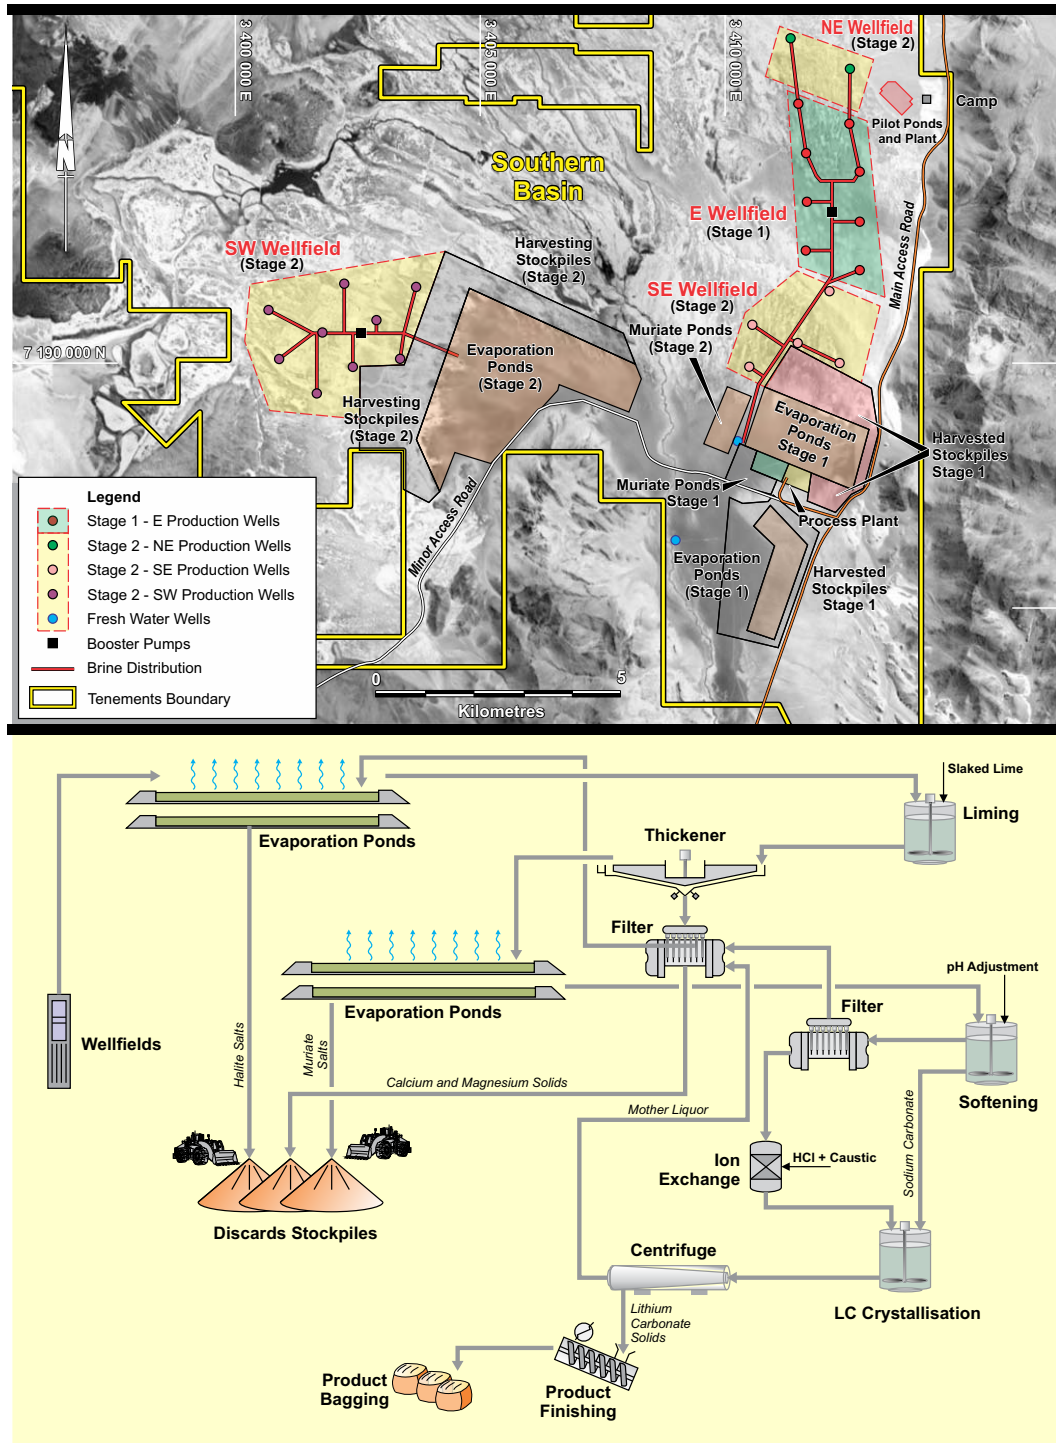 3 400 000 E
3 405 000 E
3 410 000 E
NE Wellfield
(Stage 2)
Camp
Pilot Ponds
and Plant
Southern
Basin
E Wellfield
(Stage 1)
Main Access Road
SW Wellfield
(Stage 2)
Harvesting
Stockpiles
(Stage 2)
SE Wellfield
(Stage 2)
Muriate Ponds
(Stage 2)
7 190 000 N
Evaporation
Ponds
(Stage 2)
Harvesting
Stockpiles
(Stage 2)
Evaporation
Ponds
Stage 1
Harvested
Stockpiles
Stage 1
Muriate Ponds
Stage 1
Process Plant
Minor Access Road
Evaporation
Ponds
(Stage 1)
Harvested
Stockpiles
Stage 1
N
Legend
Stage 1 - E Production Wells
Stage 2 - NE Production Wells
Stage 2 - SE Production Wells
Stage 2 - SW Production Wells
Fresh Water Wells
Booster Pumps
Brine Distribution
Tenements Boundary
0
5
Kilometres
Slaked Lime
Liming
Evaporation Ponds
Thickener
Filter
pH Adjustment
Evaporation Ponds
Filter
Wellfields
Halite Salts
Muriate
Salts
Calcium and Magnesium Solids
Mother Liquor
Softening
Sodium Carbonate
Ion
Exchange
HCl + Caustic
Discards Stockpiles
Centrifuge
LC Crystallisation
Lithium
Carbonate
Solids
Product
Bagging
Product
Finishing